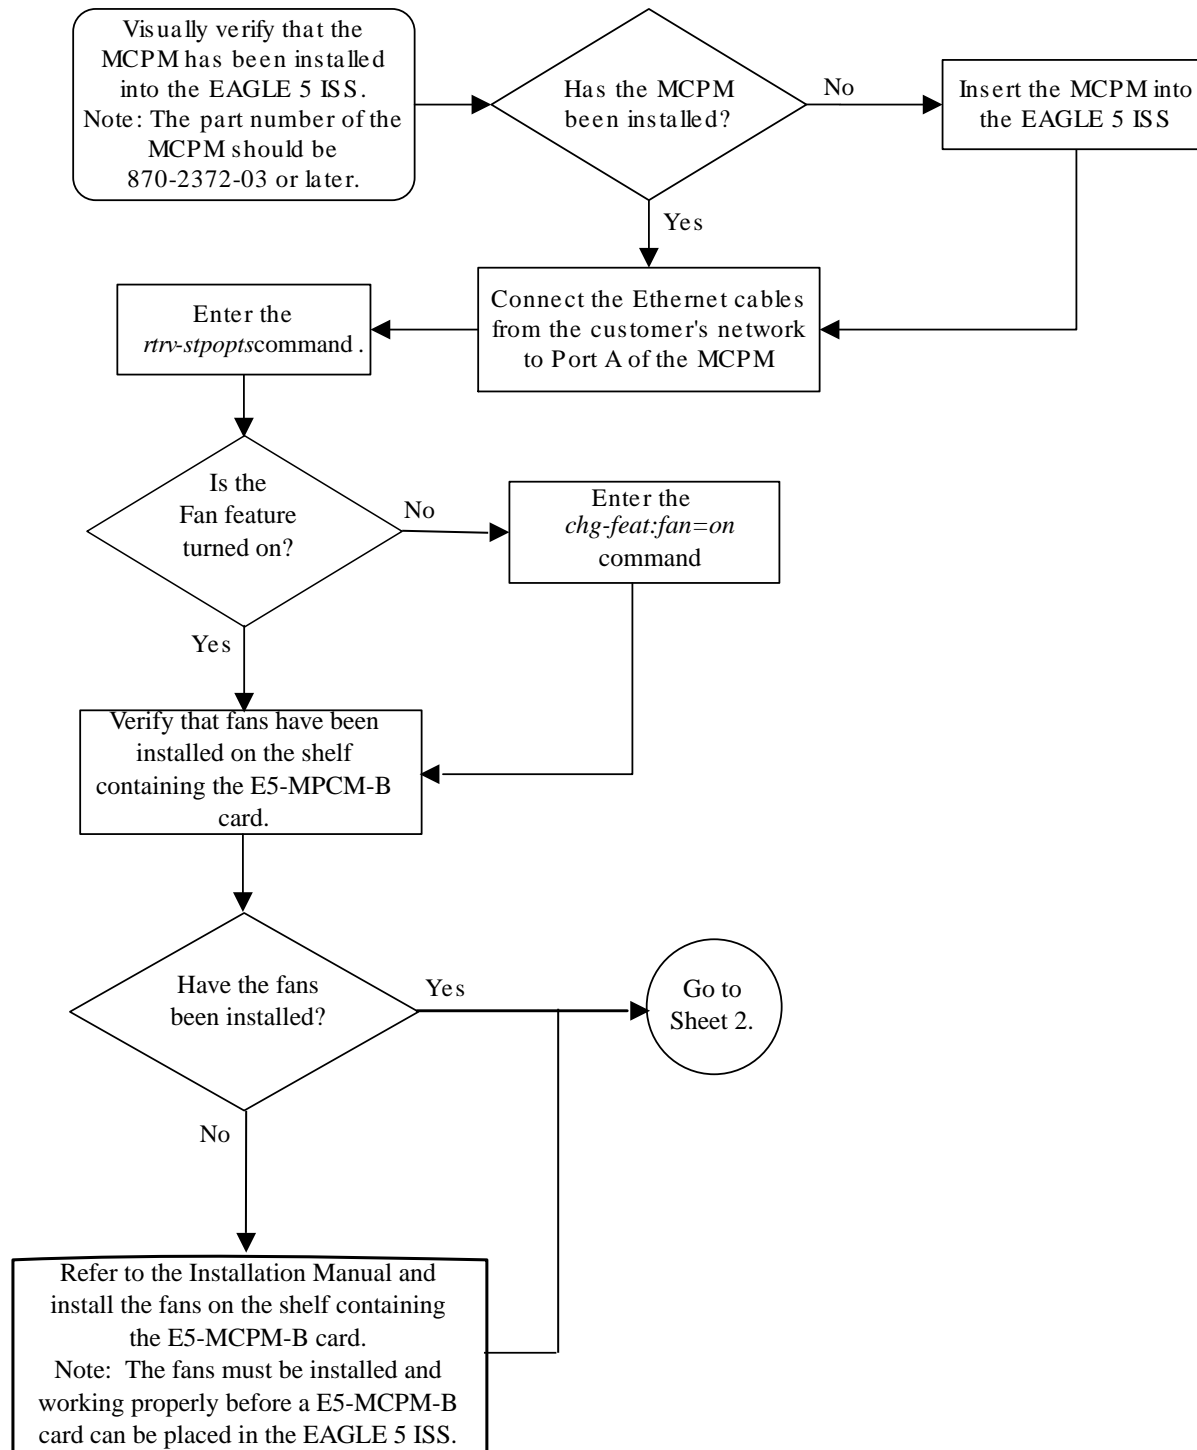 Visually verify that the
MCPM has been installed
into the EAGLE 5 ISS.
Note: The part number of the
MCPM should be
870-2372-03 or later.
Has the MCPM
been installed?
No
Insert the MCPM into
the EAGLE 5 ISS
Yes
Connect the Ethernet cables
from the customer's network
to Port A of the MCPM
Enter the
rtrv-stpoptscommand .
Is the
Fan feature
turned on?
No
Enter the
chg-feat:fan=on
command
Yes
Verify that fans have been
installed on the shelf
containing the E5-MPCM-B
card.
Have the fans
been installed?
Yes
Go to
Sheet 2.
No
Refer to the Installation Manual and
install the fans on the shelf containing
the E5-MCPM-B card.
Note: The fans must be installed and
working properly before a E5-MCPM-B
card can be placed in the EAGLE 5 ISS.